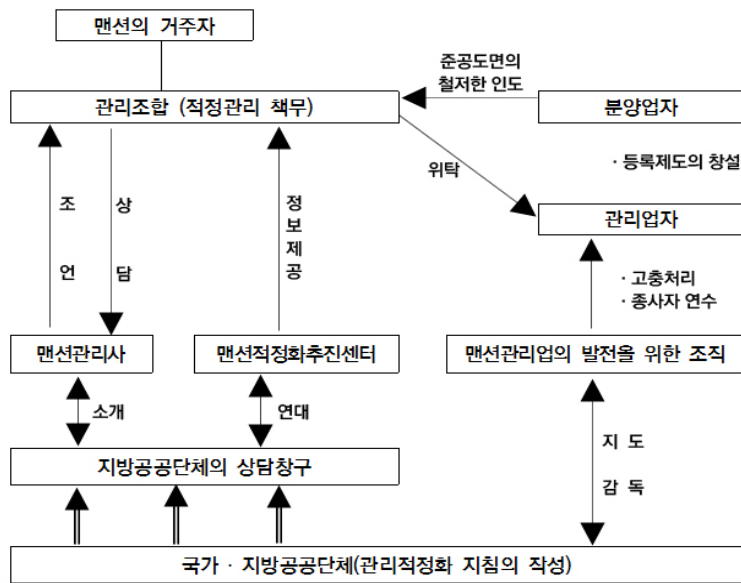 맨션의 거주자
준공도면의
철저한 인도
관리조합 (적정관리 책무)
분양업자
위탁
· 등록제도의 창설
관리업자
조언
상담
정보제공
· 고충처리
· 종사자 연수
맨션관리사
맨션적정화추진센터
맨션관리업의 발전을 위한 조직
소개
연대
지 도
감 독
지방공공단체의 상담창구
국가 · 지방공공단체(관리적정화 지침의 작성)